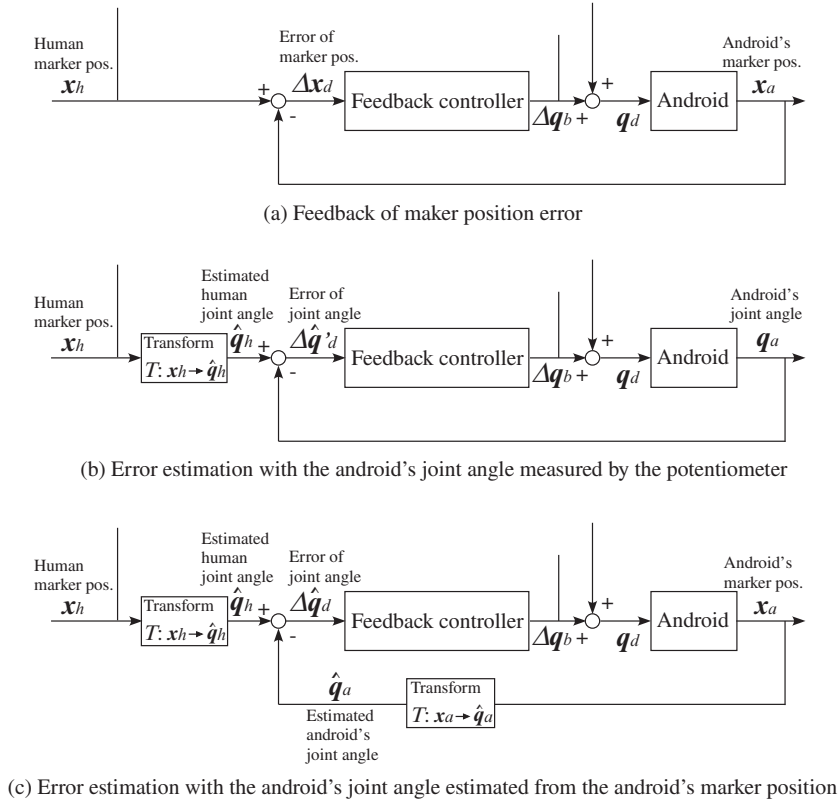 Human
marker pos.
xh
Error of
marker pos.
Δxd
+
-
Feedback controller
Δqb
+
+
qd
Android
Android's
marker pos.
xa
(a) Feedback of maker position error
Human
marker pos.
xh
Transform
T: xh→q̂h
Estimated
human
joint angle
q̂h
+
-
Error of
joint angle
Δq̂'d
Feedback controller
Δqb
+
+
qd
Android
Android's
joint angle
qa
(b) Error estimation with the android's joint angle measured by the potentiometer
Human
marker pos.
xh
Transform
T: xh→q̂h
Estimated
human
joint angle
q̂h
+
-
Error of
joint angle
Δq̂d
Feedback controller
Δqb
+
+
qd
Android
Android's
marker pos.
xa
q̂a
Estimated
android's
joint angle
Transform
T: xa→q̂a
(c) Error estimation with the android's joint angle estimated from the android's marker position